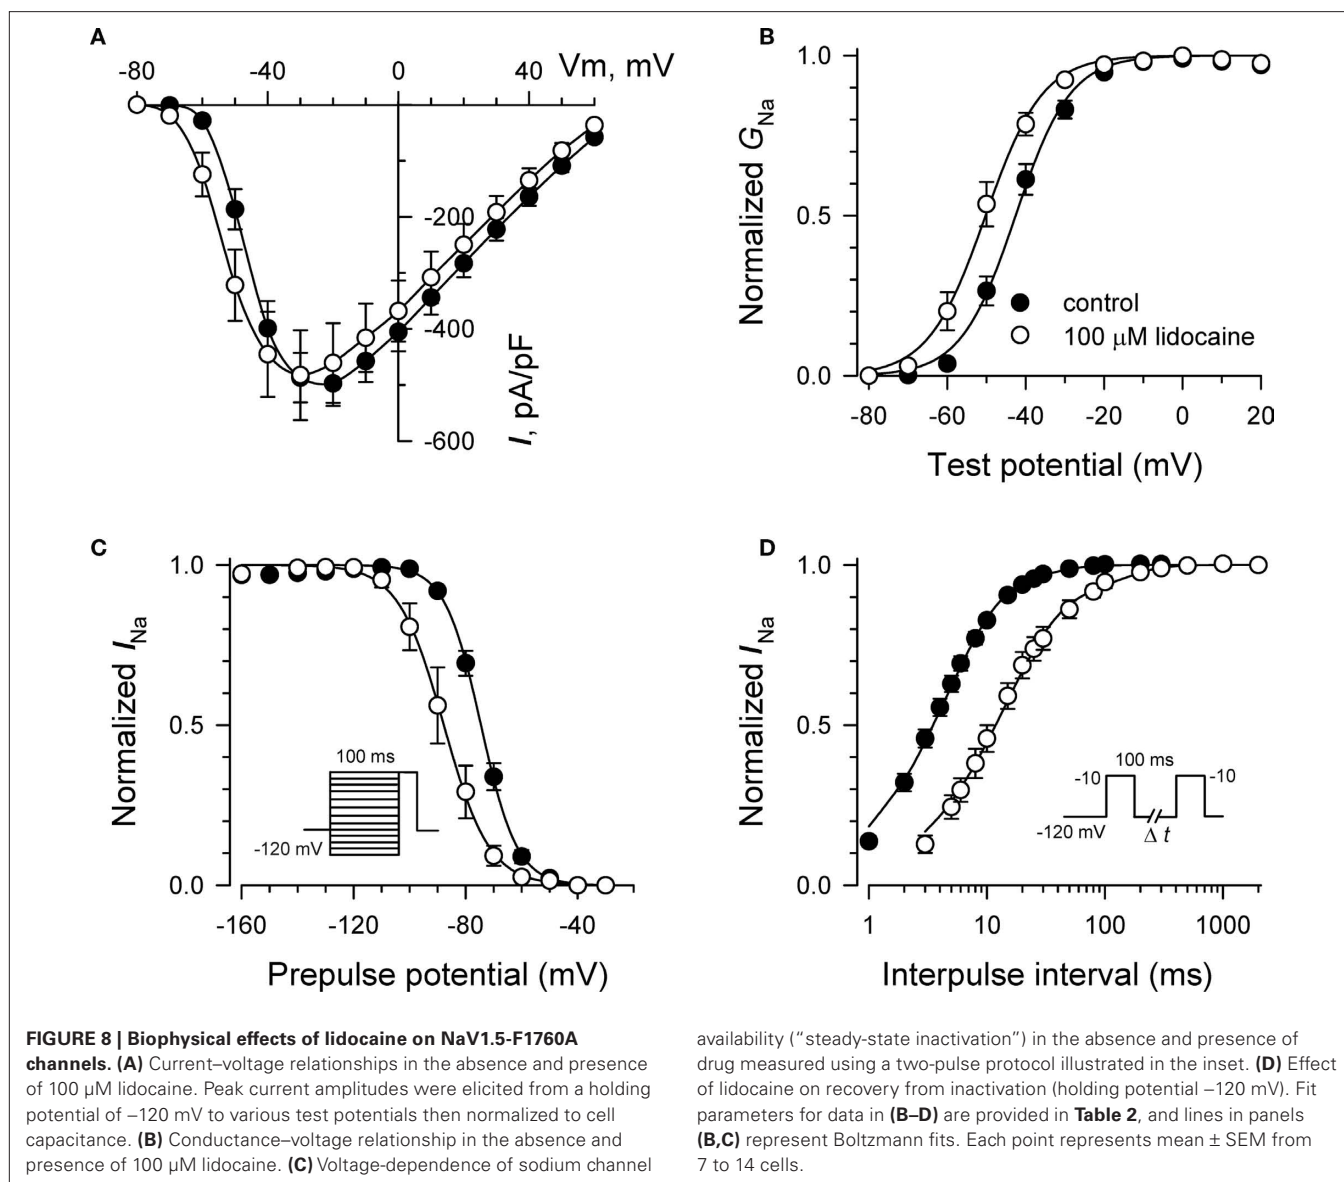 A
-80
-40
0
40
Vm, mV
-200
-400
-600
I, pA/pF
B
1.0
0.5
0.0
Normalized GNa
control
100 μM lidocaine
-80
-60
-40
-20
0
20
Test potential (mV)
C
1.0
0.5
0.0
Normalized INa
100 ms
-120 mV
-160
-120
-80
-40
Prepulse potential (mV)
D
1.0
0.5
0.0
Normalized INa
100 ms
-10
-10
-120 mV
Δ t
1
10
100
1000
Interpulse interval (ms)
FIGURE 8 | Biophysical effects of lidocaine on NaV1.5-F1760A
channels. (A) Current–voltage relationships in the absence and presence
of 100 μM lidocaine. Peak current amplitudes were elicited from a holding
potential of –120 mV to various test potentials then normalized to cell
capacitance. (B) Conductance–voltage relationship in the absence and
presence of 100 μM lidocaine. (C) Voltage-dependence of sodium channel
availability ("steady-state inactivation") in the absence and presence of
drug measured using a two-pulse protocol illustrated in the inset. (D) Effect
of lidocaine on recovery from inactivation (holding potential –120 mV). Fit
parameters for data in (B–D) are provided in Table 2, and lines in panels
(B,C) represent Boltzmann fits. Each point represents mean ± SEM from
7 to 14 cells.